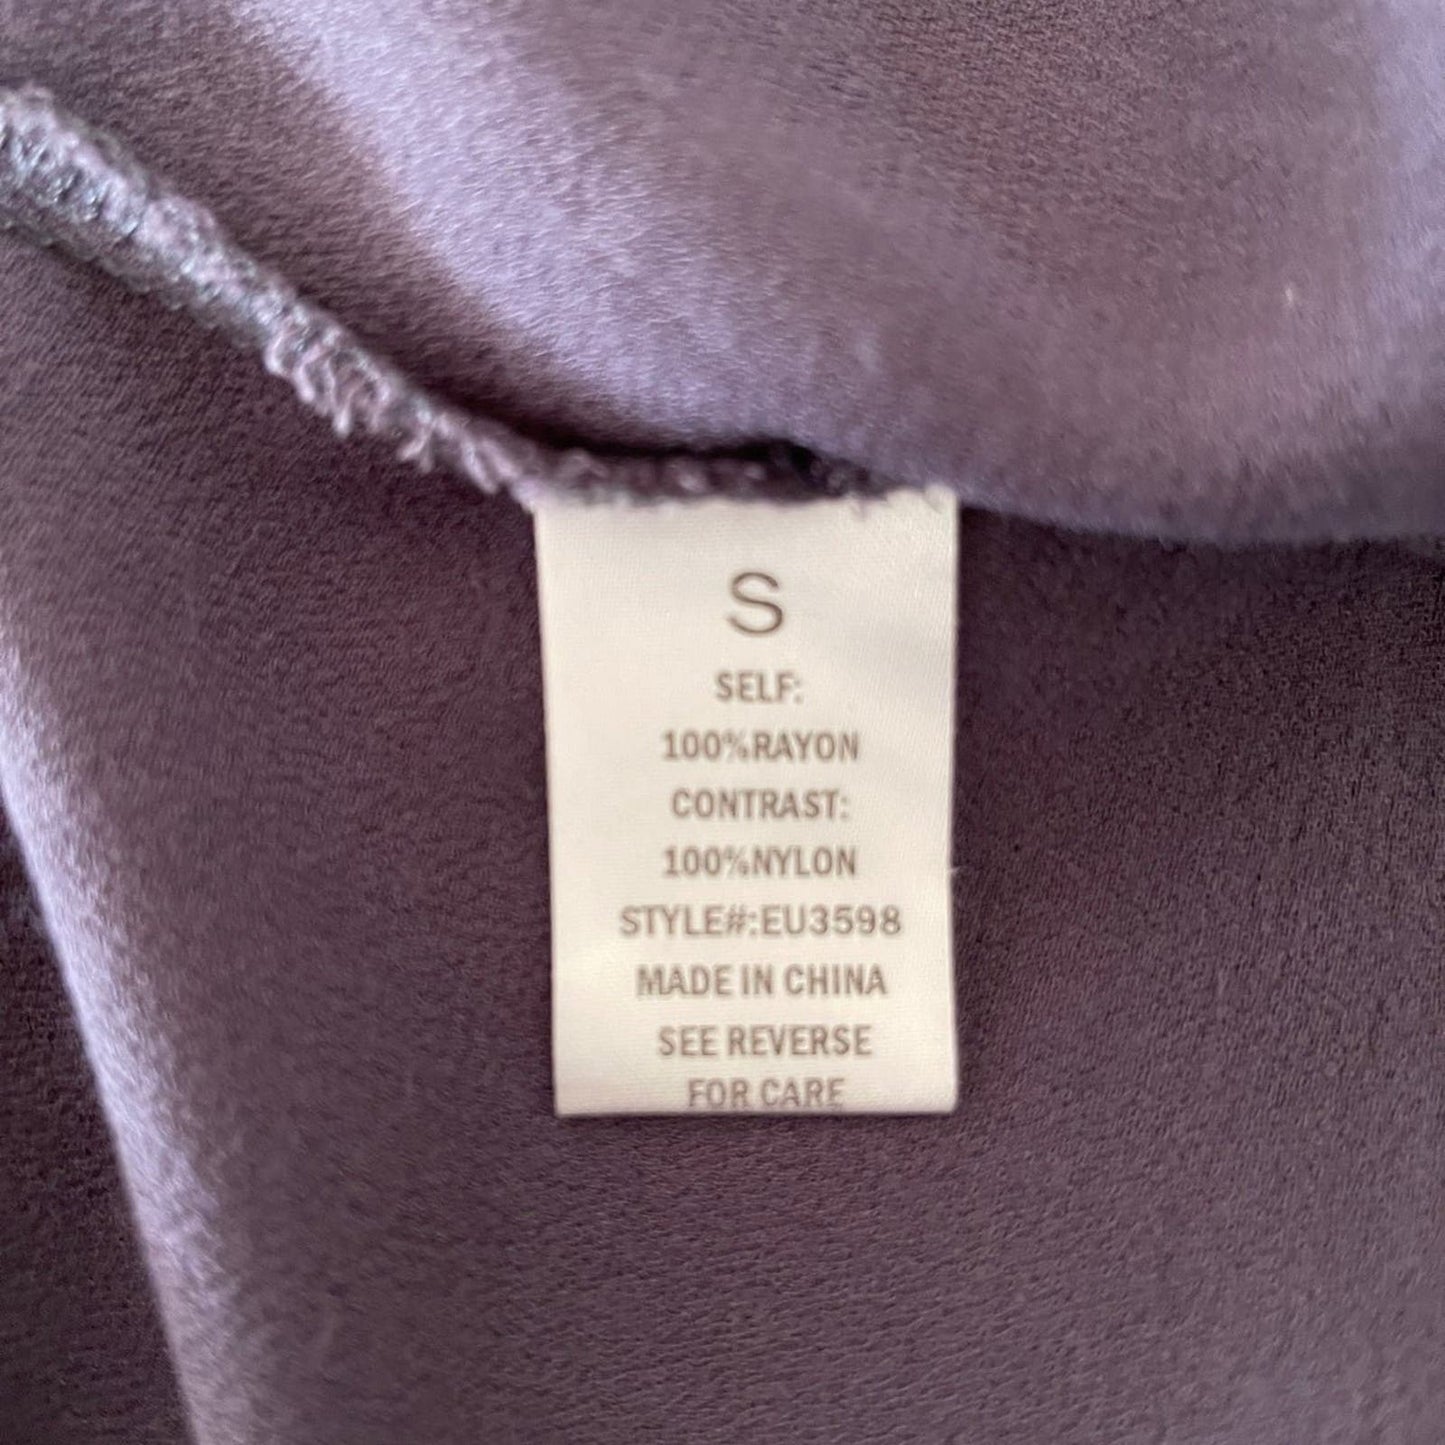 S
SELF:
100%RAYON
CONTRAST:
100%NYLON
STYLE#:EU3598
MADE IN CHINA
SEE REVERSE
FOR CARE